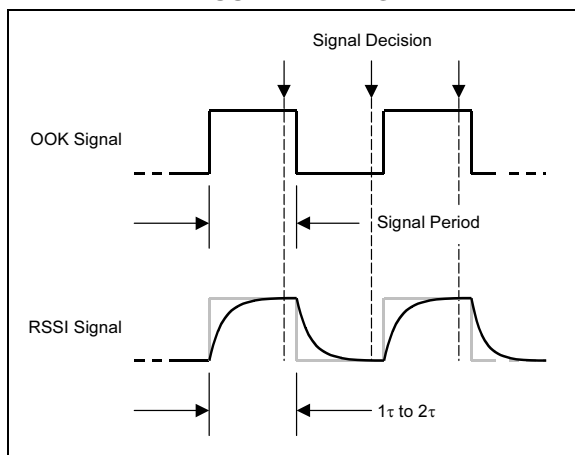 Signal Decision
OOK Signal
Signal Period
RSSI Signal
1τ to 2τ